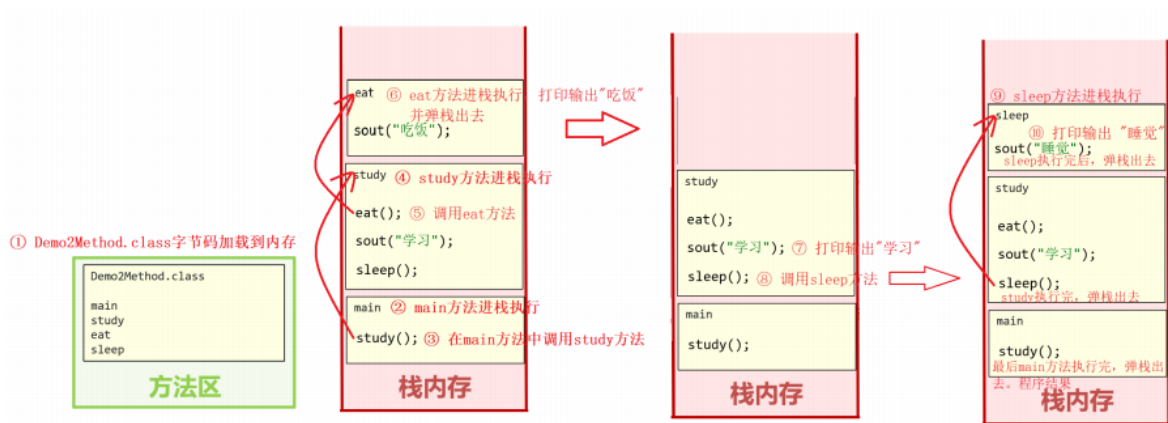 ① Demo2Method.class字节码加载到内存
Demo2Method.class
main
study
eat
sleep
方法区
eat ⑥ eat方法进栈执行, 打印输出"吃饭"
并弹栈出去
sout("吃饭");
study ④ study方法进栈执行
eat(); ⑤ 调用eat方法
sout("学习");
sleep();
main ② main方法进栈执行
study(); ③ 在main方法中调用study方法
栈内存
study
eat();
sout("学习"); ⑦ 打印输出"学习"
sleep(); ⑧ 调用sleep方法
main
study();
栈内存
⑨ sleep方法进栈执行
sleep
⑩ 打印输出 "睡觉"
sout("睡觉");
sleep执行完后，弹栈出去
study
eat();
sout("学习");
sleep();
study执行完，弹栈出去
main
study();
最后main方法执行完，弹栈出
去。程序结果
栈内存